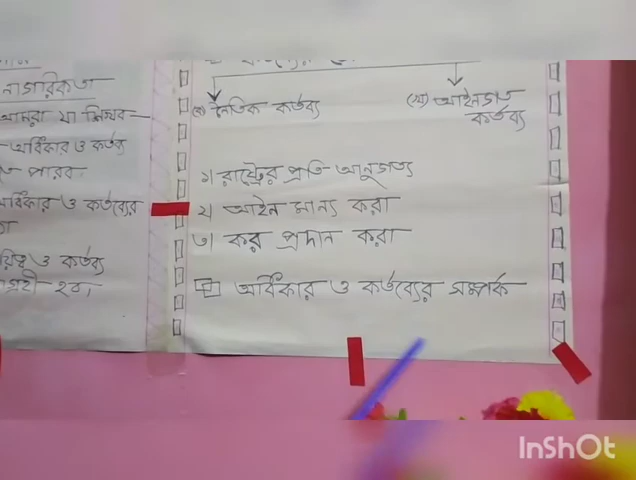 নাগরিকতা
আমরা যা শিখব —
- অধিকার ও কর্তব্য
পারব।
অধিকার ও কর্তব্যের
ও কর্তব্য
হব।
(ক) নৈতিক কর্তব্য
(খ) আইনগত
কর্তব্য
১) রাষ্ট্রের প্রতি আনুগত্য
২) আইন মান্য করা
৩) কর প্রদান করা
অধিকার ও কর্তব্যের সম্পর্ক
InShOt